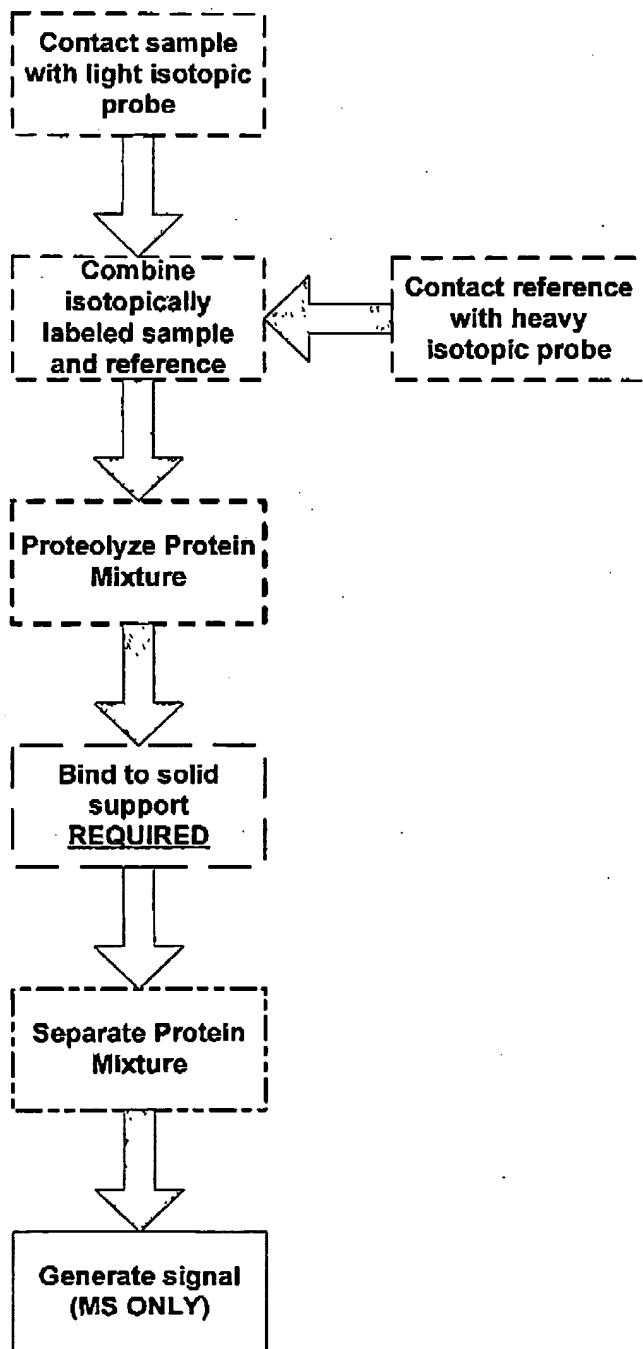 Contact sample
with light isotopic
probe
Combine
isotopically
labeled sample
and reference
Contact reference
with heavy
isotopic probe
Proteolyze Protein
Mixture
Bind to solid
support
REQUIRED
Separate Protein
Mixture
Generate signal
(MS ONLY)